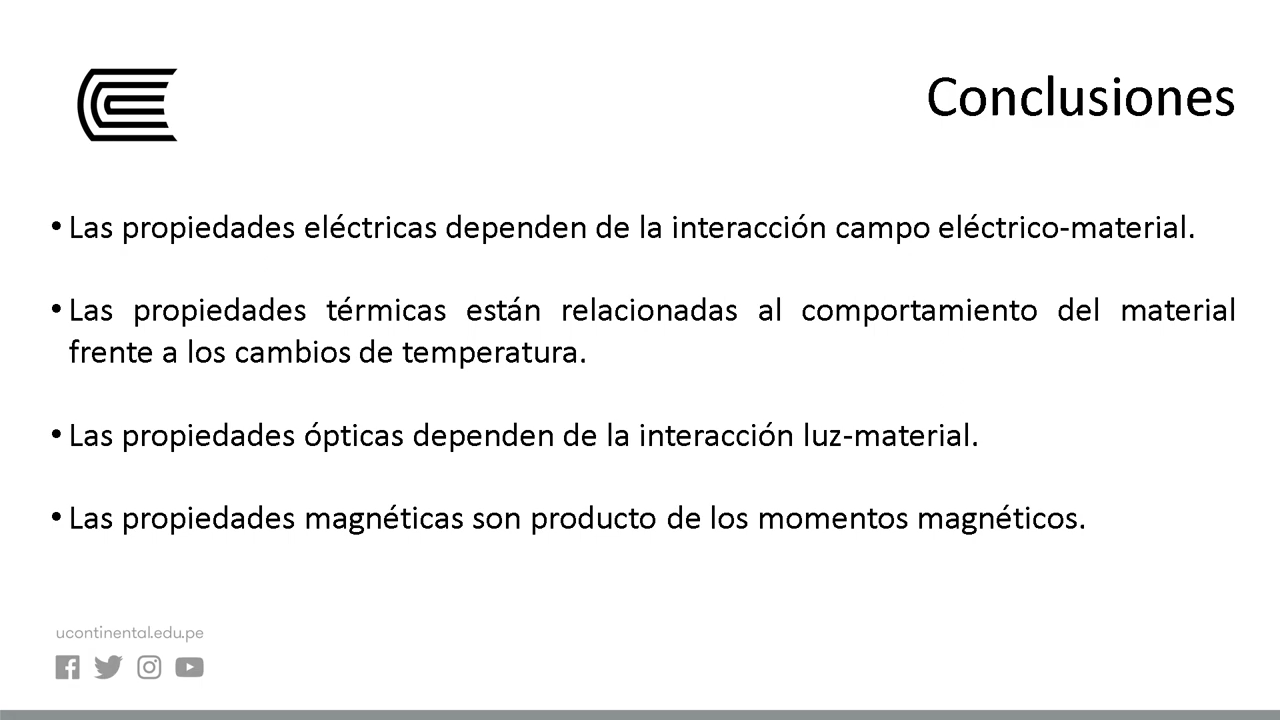 Conclusiones
• Las propiedades eléctricas dependen de la interacción campo eléctrico-material.
• Las propiedades térmicas están relacionadas al comportamiento del material
frente a los cambios de temperatura.
• Las propiedades ópticas dependen de la interacción luz-material.
• Las propiedades magnéticas son producto de los momentos magnéticos.
ucontinental.edu.pe